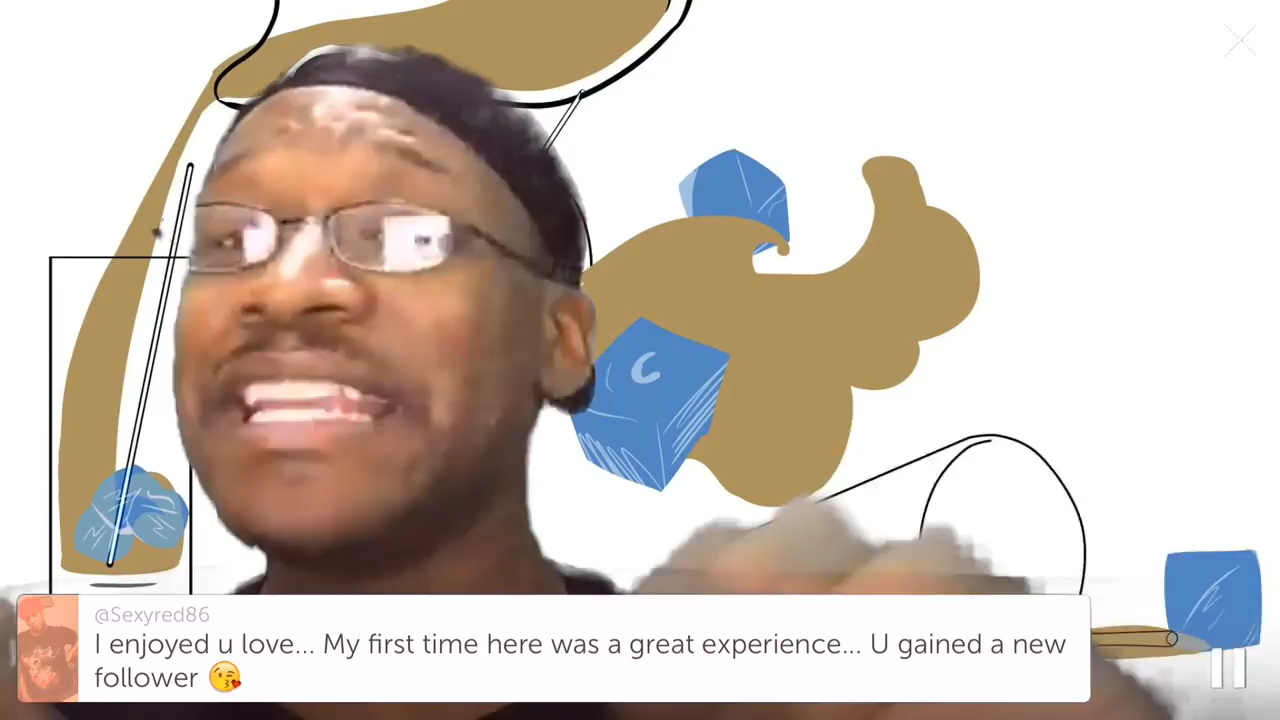 @Sexyred86
I enjoyed u love... My first time here was a great experience... U gained a new
follower 😘